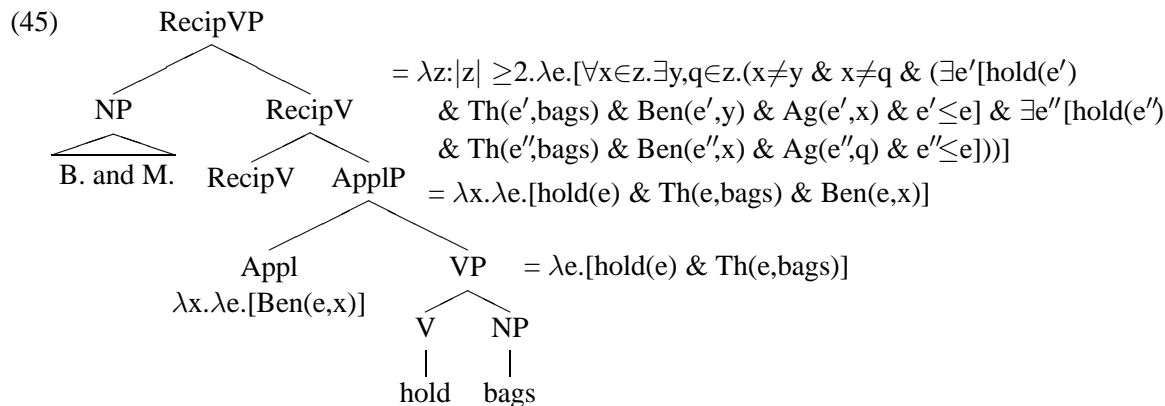 (45) RecipVP
= λz:|z| ≥2.λe.[∀x∈z.∃y,q∈z.(x≠y & x≠q & (∃e′[hold(e′)
NP RecipV & Th(e′,bags) & Ben(e′,y) & Ag(e′,x) & e′≤e] & ∃e″[hold(e″)
& Th(e″,bags) & Ben(e″,x) & Ag(e″,q) & e″≤e]))]
B. and M. RecipV ApplP
= λx.λe.[hold(e) & Th(e,bags) & Ben(e,x)]
Appl VP = λe.[hold(e) & Th(e,bags)]
λx.λe.[Ben(e,x)]
V NP
hold bags